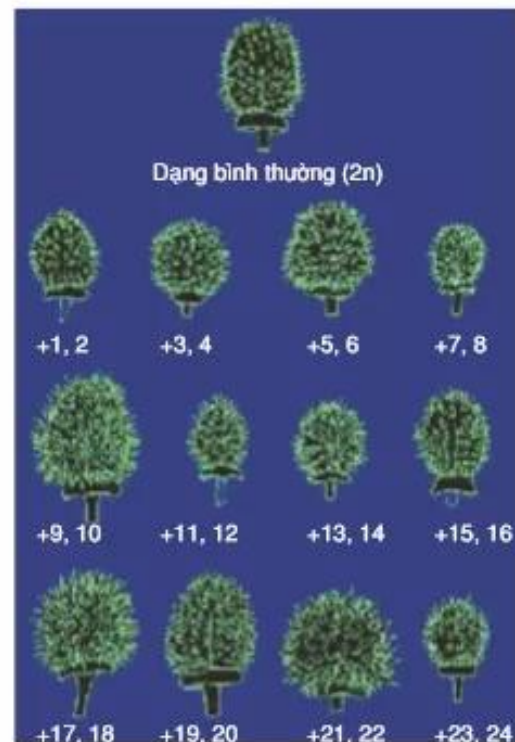 Dạng bình thường (2n)
+1, 2 +3, 4 +5, 6 +7, 8
+9, 10 +11, 12 +13, 14 +15, 16
+17, 18 +19, 20 +21, 22 +23, 24